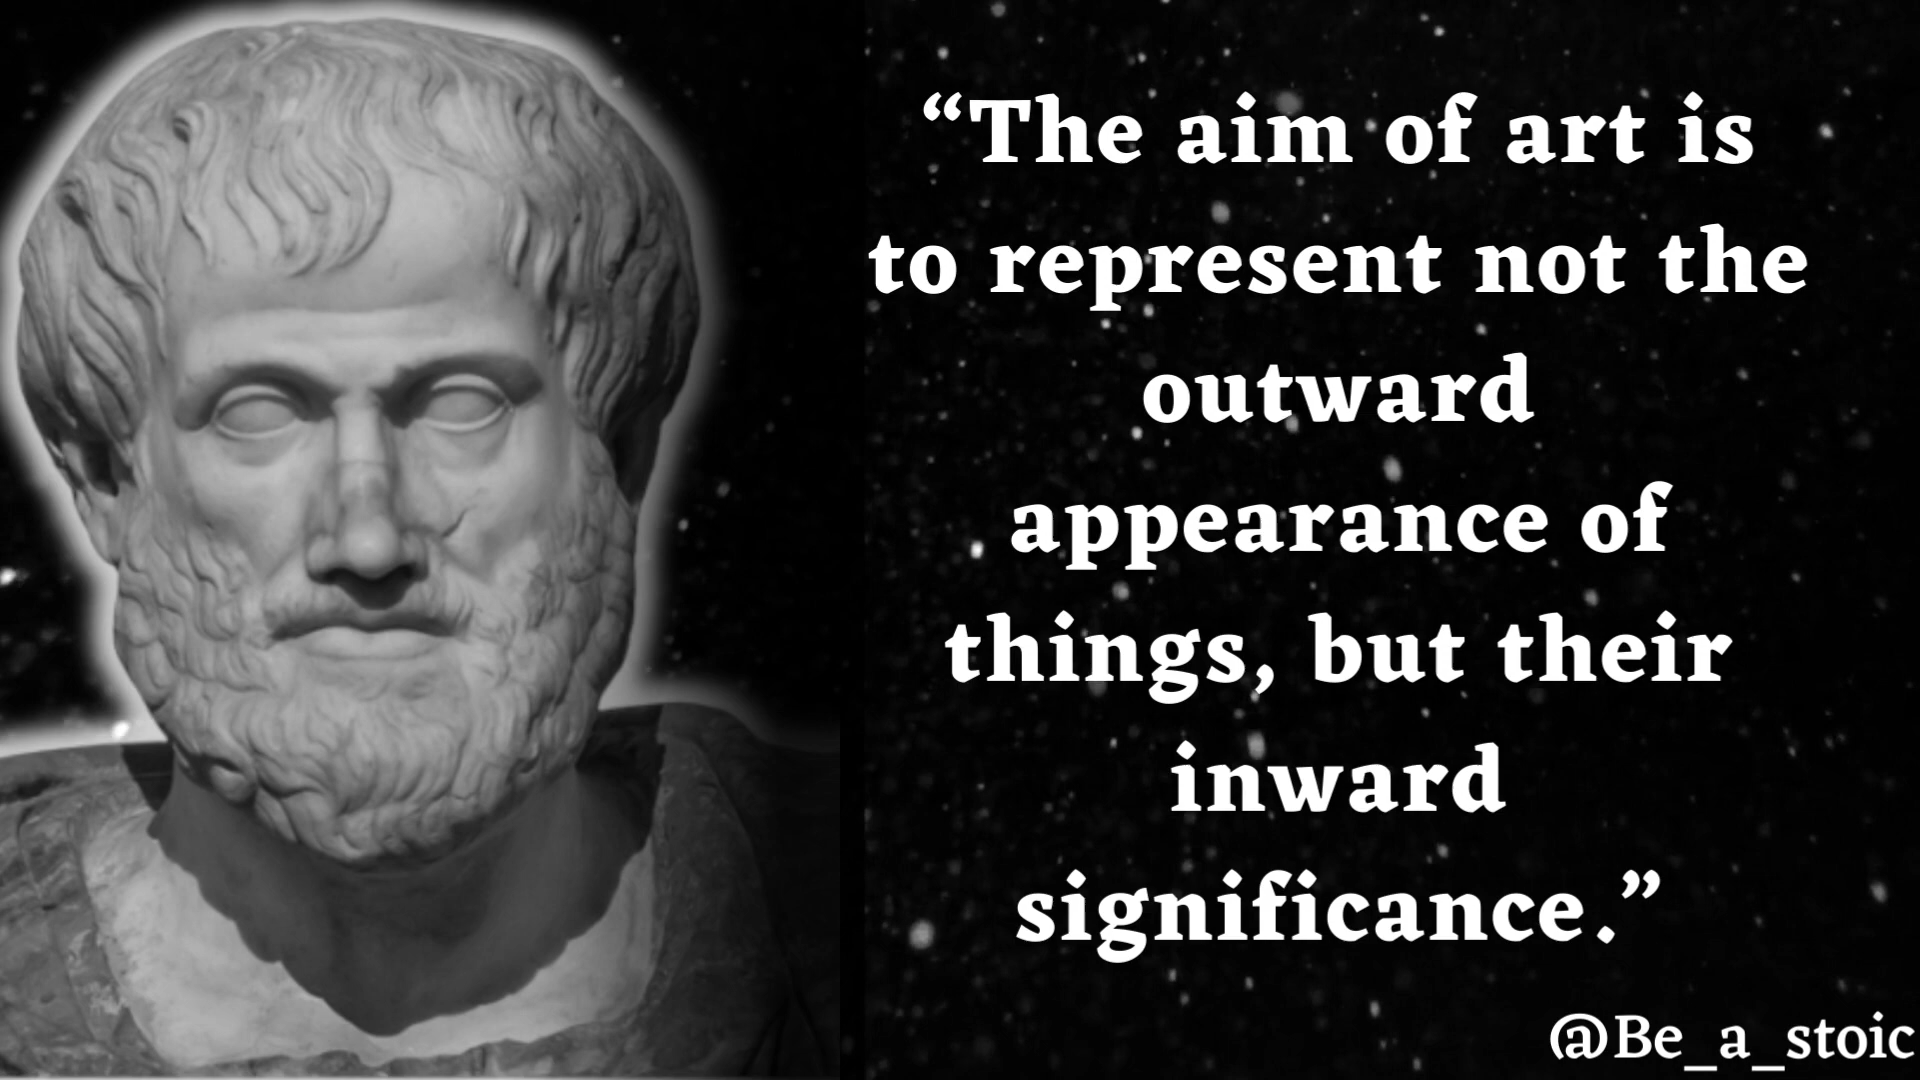 “The aim of art is
to represent not the
outward
appearance of
things, but their
inward
significance.”
@Be_a_stoic